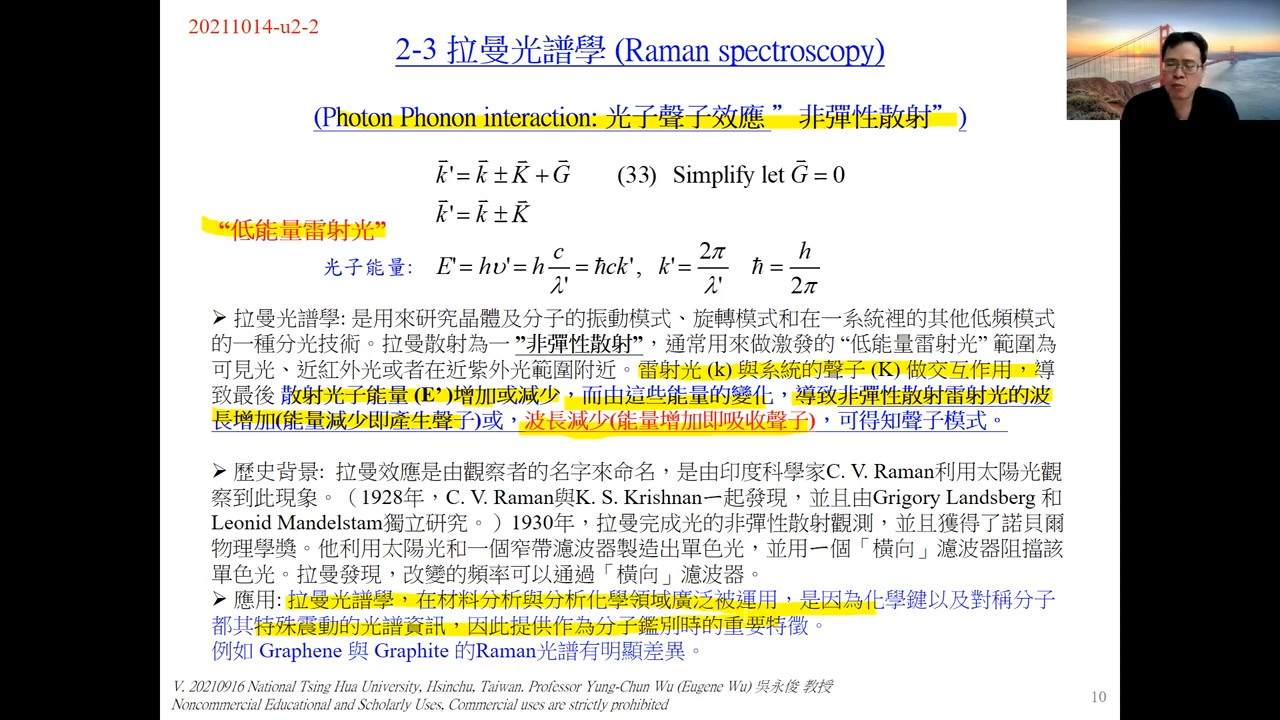 20211014-u2-2
2-3 拉曼光譜學 (Raman spectroscopy)
(Photon Phonon interaction: 光子聲子效應 ” 非彈性散射” )
k̄'= k̄ ± K̄ + Ḡ (33) Simplify let Ḡ = 0
k̄'= k̄ ± K̄
“低能量雷射光”
光子能量: E'= hυ'= h c/λ' = ħck', k'= 2π/λ' ħ = h/2π
➢ 拉曼光譜學: 是用來研究晶體及分子的振動模式、旋轉模式和在一系統裡的其他低頻模式
的一種分光技術。拉曼散射為一 ”非彈性散射”，通常用來做激發的 “低能量雷射光” 範圍為
可見光、近紅外光或者在近紫外光範圍附近。雷射光 (k) 與系統的聲子 (K) 做交互作用，導
致最後 散射光子能量 (E’ )增加或減少，而由這些能量的變化，導致非彈性散射雷射光的波
長增加(能量減少即產生聲子)或，波長減少(能量增加即吸收聲子)，可得知聲子模式。
➢ 歷史背景: 拉曼效應是由觀察者的名字來命名，是由印度科學家C. V. Raman利用太陽光觀
察到此現象。（1928年，C. V. Raman與K. S. Krishnan一起發現，並且由Grigory Landsberg 和
Leonid Mandelstam獨立研究。）1930年，拉曼完成光的非彈性散射觀測，並且獲得了諾貝爾
物理學獎。他利用太陽光和一個窄帶濾波器製造出單色光，並用一個「橫向」濾波器阻擋該
單色光。拉曼發現，改變的頻率可以通過「橫向」濾波器。
➢ 應用: 拉曼光譜學，在材料分析與分析化學領域廣泛被運用，是因為化學鍵以及對稱分子
都其特殊震動的光譜資訊，因此提供作為分子鑑別時的重要特徵。
例如 Graphene 與 Graphite 的Raman光譜有明顯差異。
V. 20210916 National Tsing Hua University, Hsinchu, Taiwan. Professor Yung-Chun Wu (Eugene Wu) 吳永俊 教授
Noncommercial Educational and Scholarly Uses, Commercial uses are strictly prohibited
10